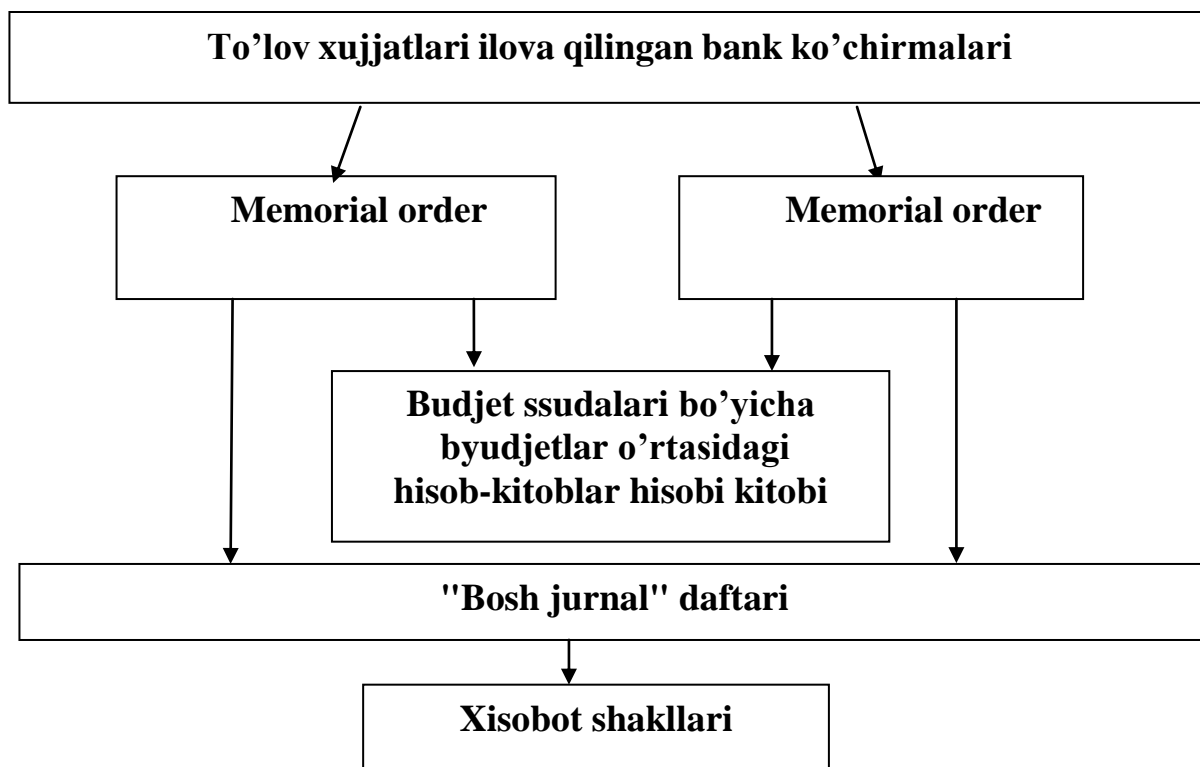 To’lov xujjatlari ilova qilingan bank ko’chirmalari
Memorial order
Memorial order
Budjet ssudalari bo’yicha
byudjetlar o’rtasidagi
hisob-kitoblar hisobi kitobi
"Bosh jurnal" daftari
Xisobot shakllari